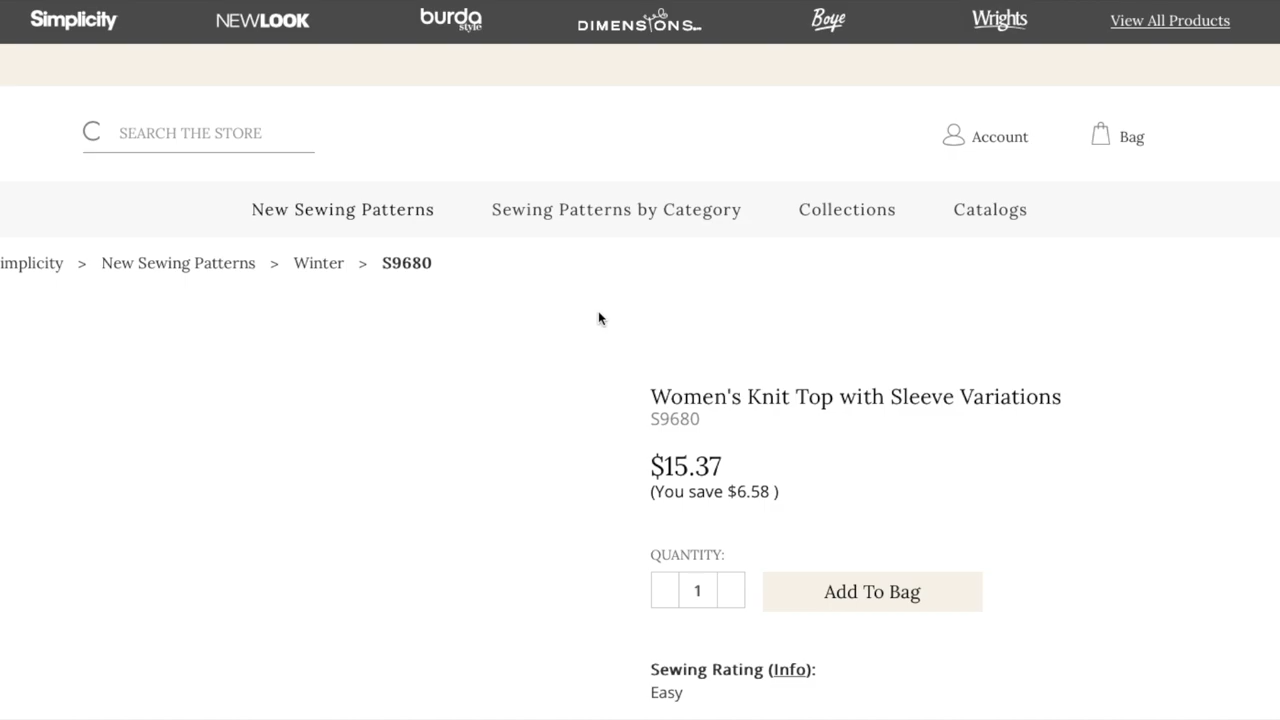 Simplicity NEWLOOK burda style DIMENSIONS Boye Wrights View All Products
SEARCH THE STORE
Account Bag
New Sewing Patterns Sewing Patterns by Category Collections Catalogs
implicity > New Sewing Patterns > Winter > S9680
Women's Knit Top with Sleeve Variations
S9680
$15.37
(You save $6.58 )
QUANTITY:
1 Add To Bag
Sewing Rating (Info):
Easy